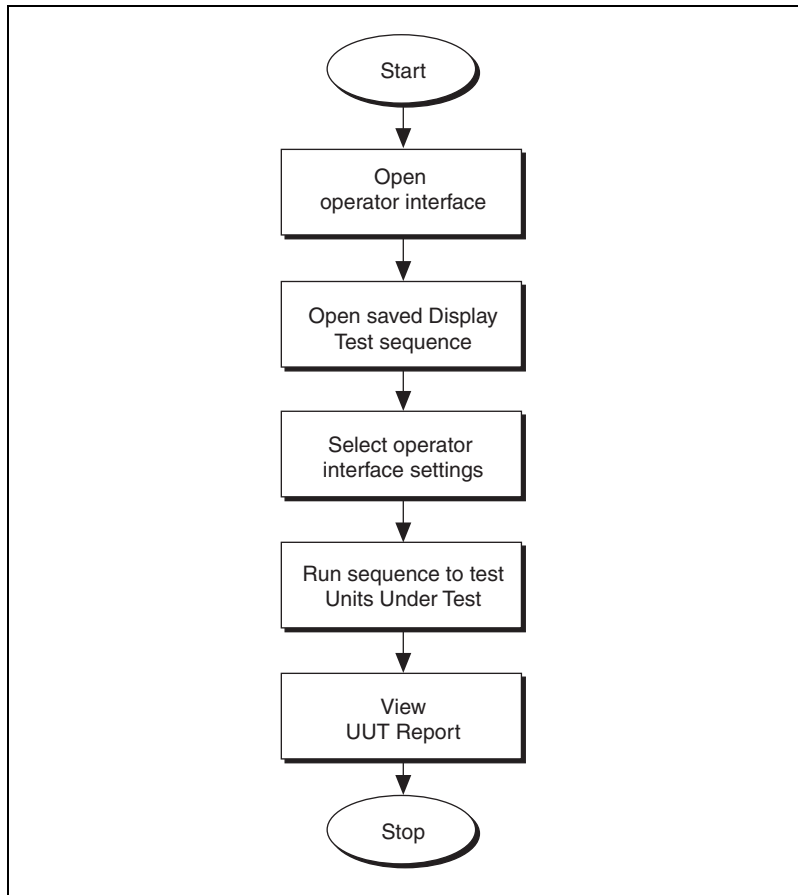 Start
Open
operator interface
Open saved Display
Test sequence
Select operator
interface settings
Run sequence to test
Units Under Test
View
UUT Report
Stop